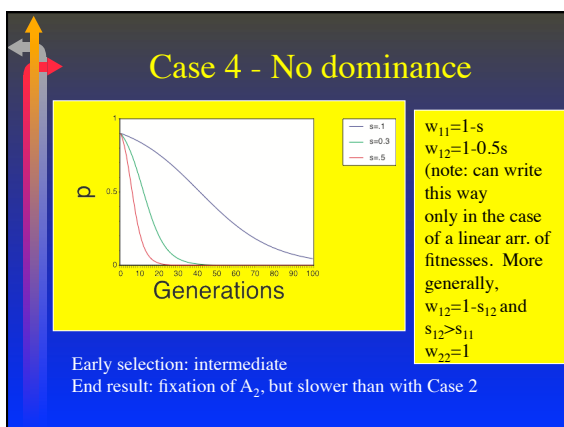 Case 4 - No dominance
1
0.5
0
p
0 10 20 30 40 50 60 70 80 90 100
Generations
s=.1
s=0.3
s=.5
w11=1-s
w12=1-0.5s
(note: can write
this way
only in the case
of a linear arr. of
fitnesses. More
generally,
w12=1-s12 and
s12>s11
w22=1
Early selection: intermediate
End result: fixation of A2, but slower than with Case 2